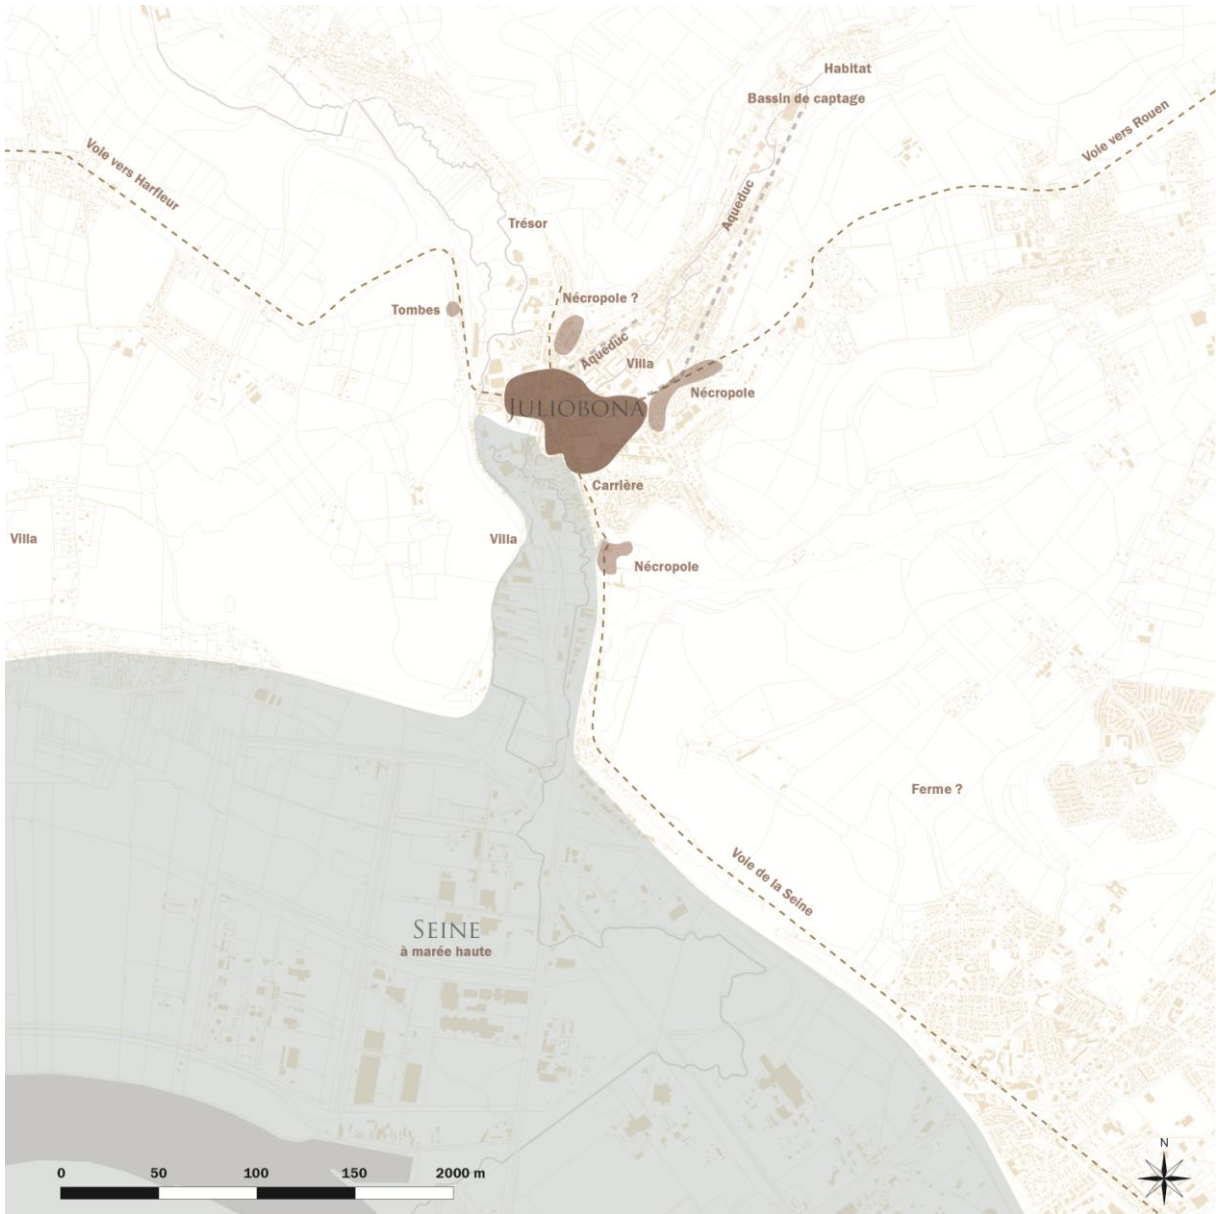 Habitat
Bassin de captage
Voie vers Rouen
Voie vers Harfleur
Aqueduc
Trésor
Nécropole ?
Tombes
Aqueduc
Villa
Nécropole
JULIOBONA
Carrière
Villa
Villa
Nécropole
Ferme ?
Voie de la Seine
SEINE
à marée haute
N
0 50 100 150 2000 m